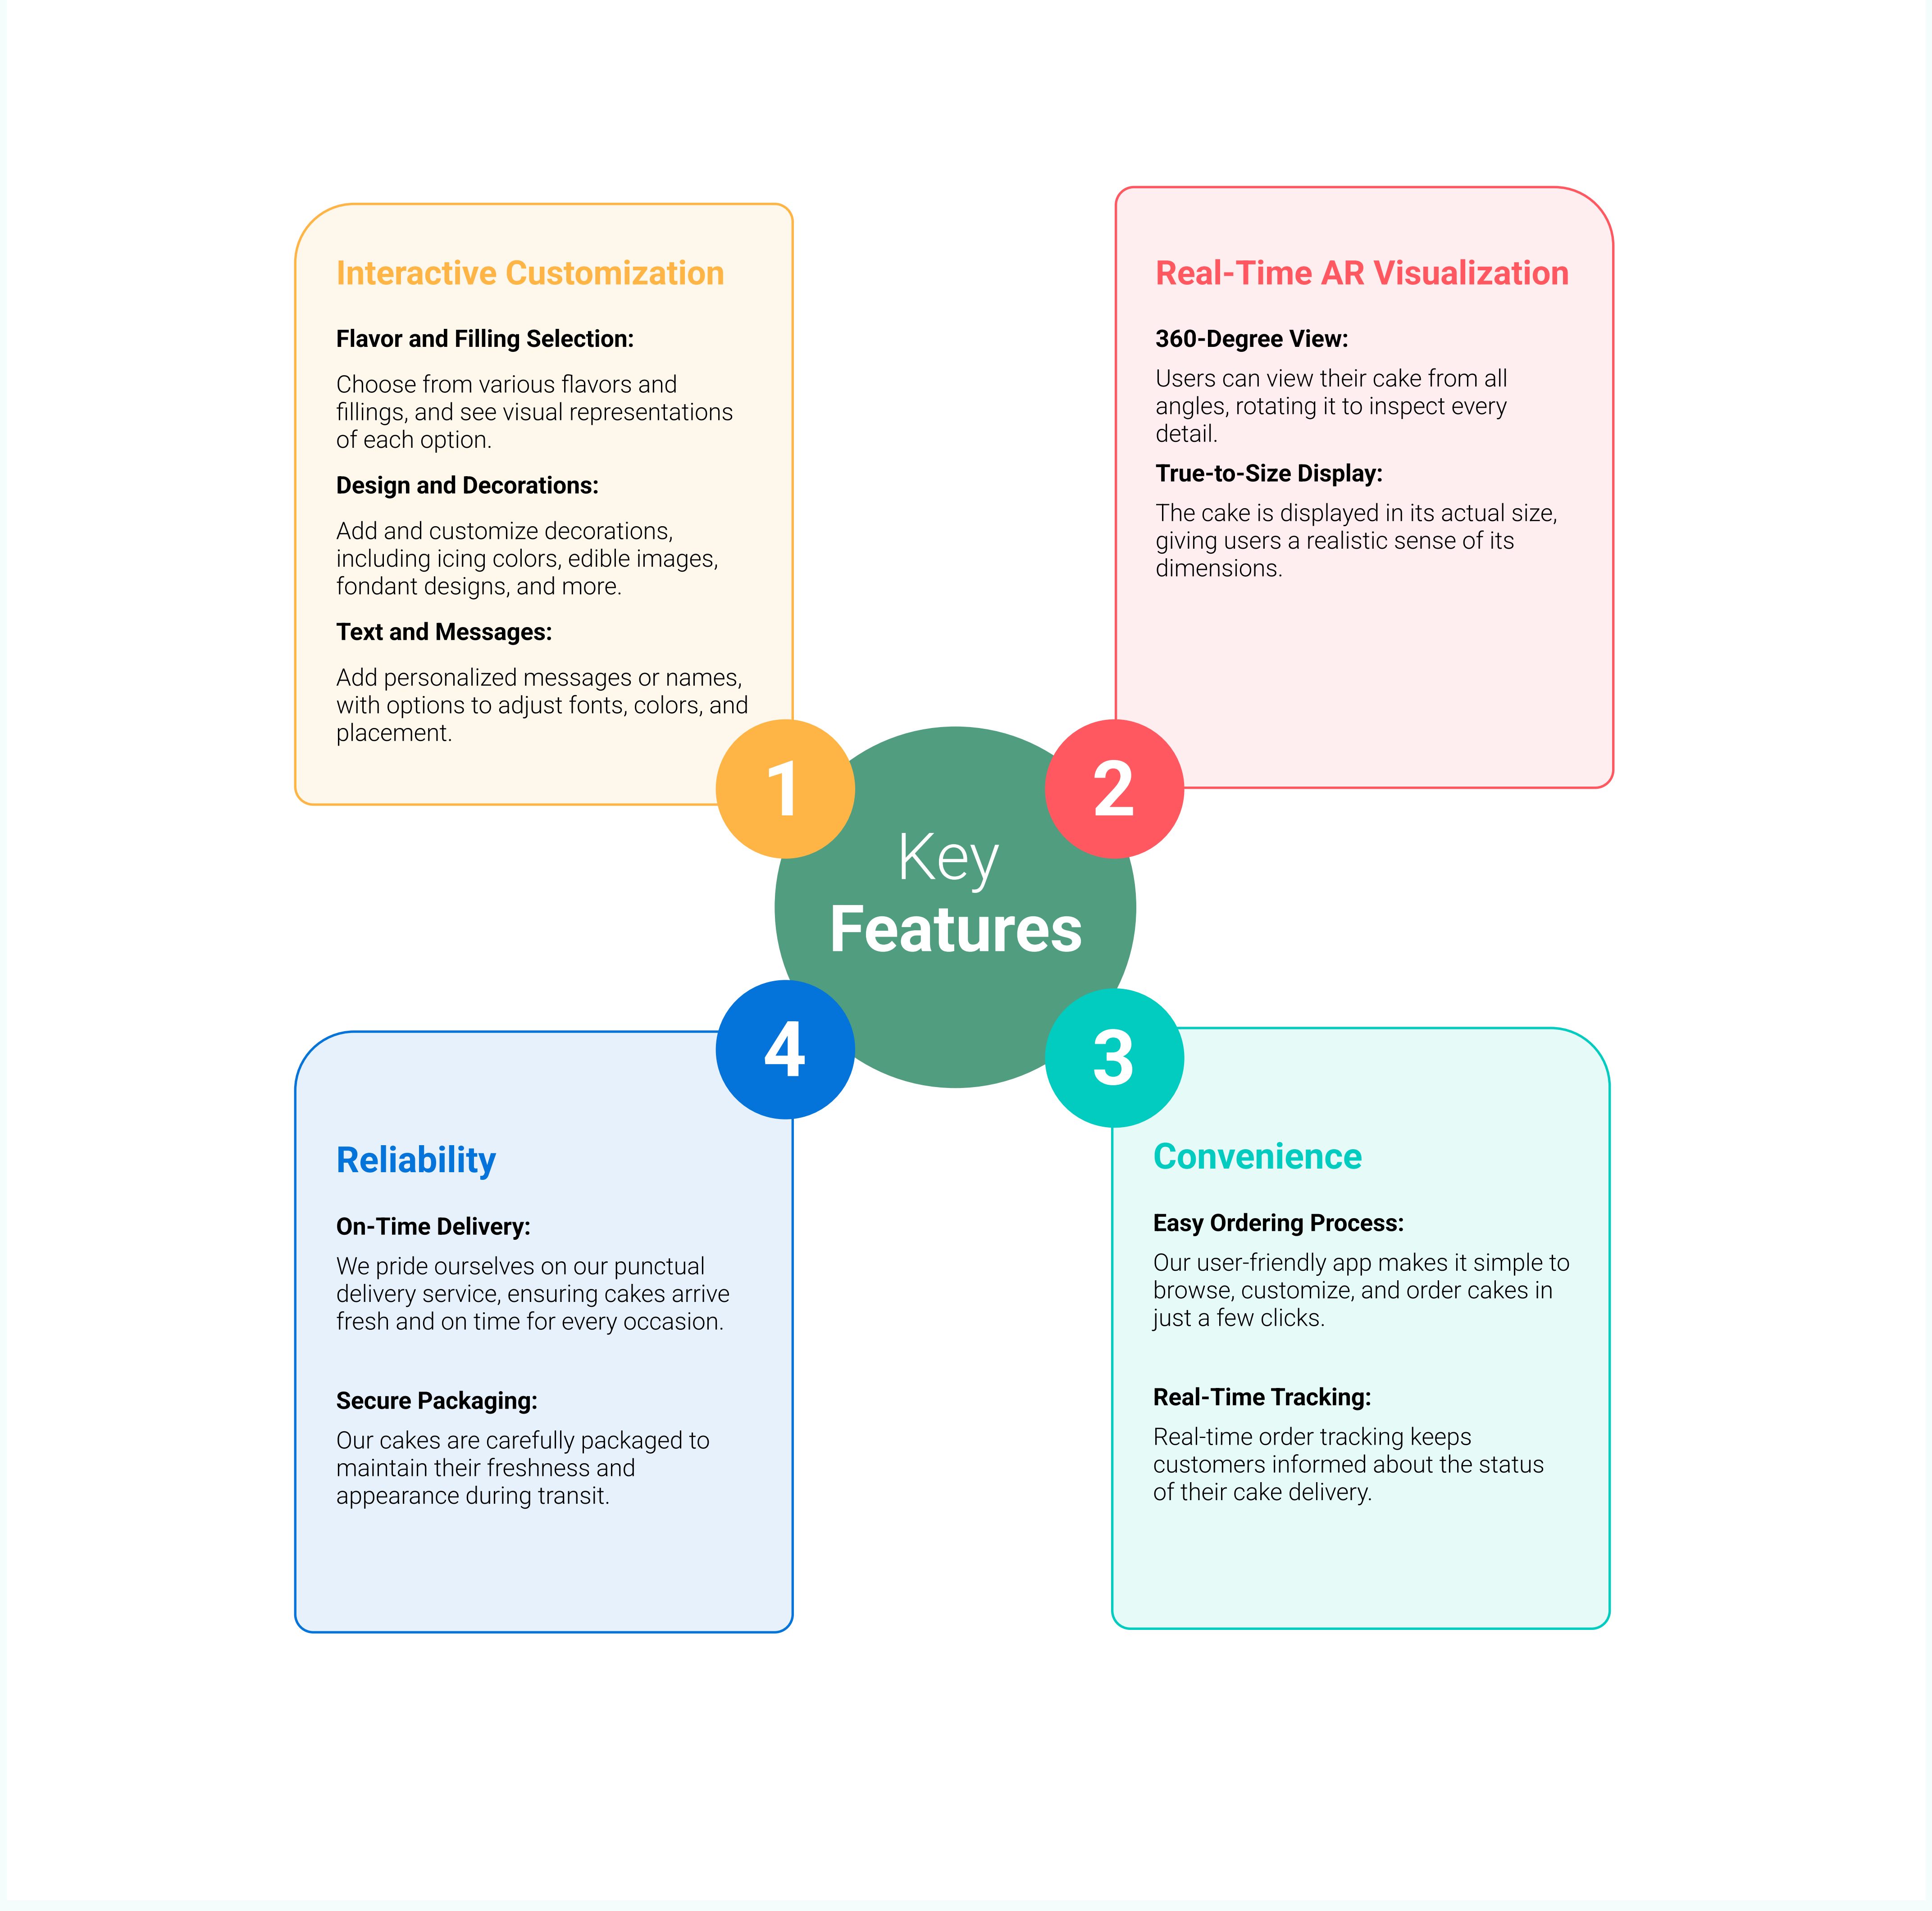 Interactive Customization
Flavor and Filling Selection:
Choose from various flavors and
fillings, and see visual representations
of each option.
Design and Decorations:
Add and customize decorations,
including icing colors, edible images,
fondant designs, and more.
Text and Messages:
Add personalized messages or names,
with options to adjust fonts, colors, and
placement.
1
Real-Time AR Visualization
360-Degree View:
Users can view their cake from all
angles, rotating it to inspect every
detail.
True-to-Size Display:
The cake is displayed in its actual size,
giving users a realistic sense of its
dimensions.
2
Key
Features
4
Reliability
On-Time Delivery:
We pride ourselves on our punctual
delivery service, ensuring cakes arrive
fresh and on time for every occasion.
Secure Packaging:
Our cakes are carefully packaged to
maintain their freshness and
appearance during transit.
3
Convenience
Easy Ordering Process:
Our user-friendly app makes it simple to
browse, customize, and order cakes in
just a few clicks.
Real-Time Tracking:
Real-time order tracking keeps
customers informed about the status
of their cake delivery.